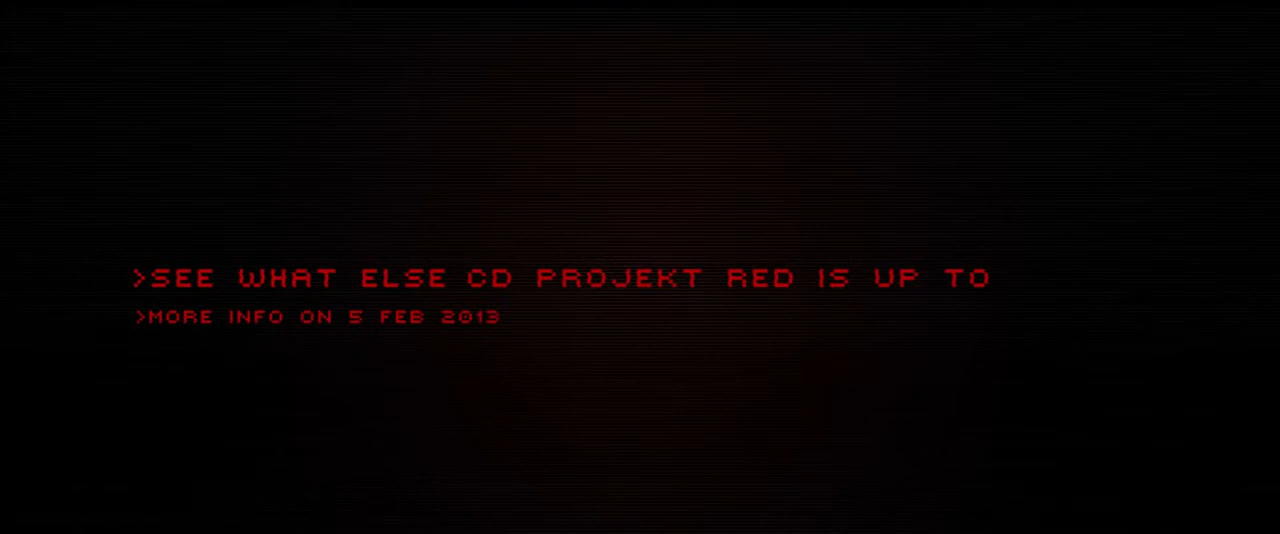 >SEE WHAT ELSE CD PROJEKT RED IS UP TO
>MORE INFO ON 5 FEB 2013